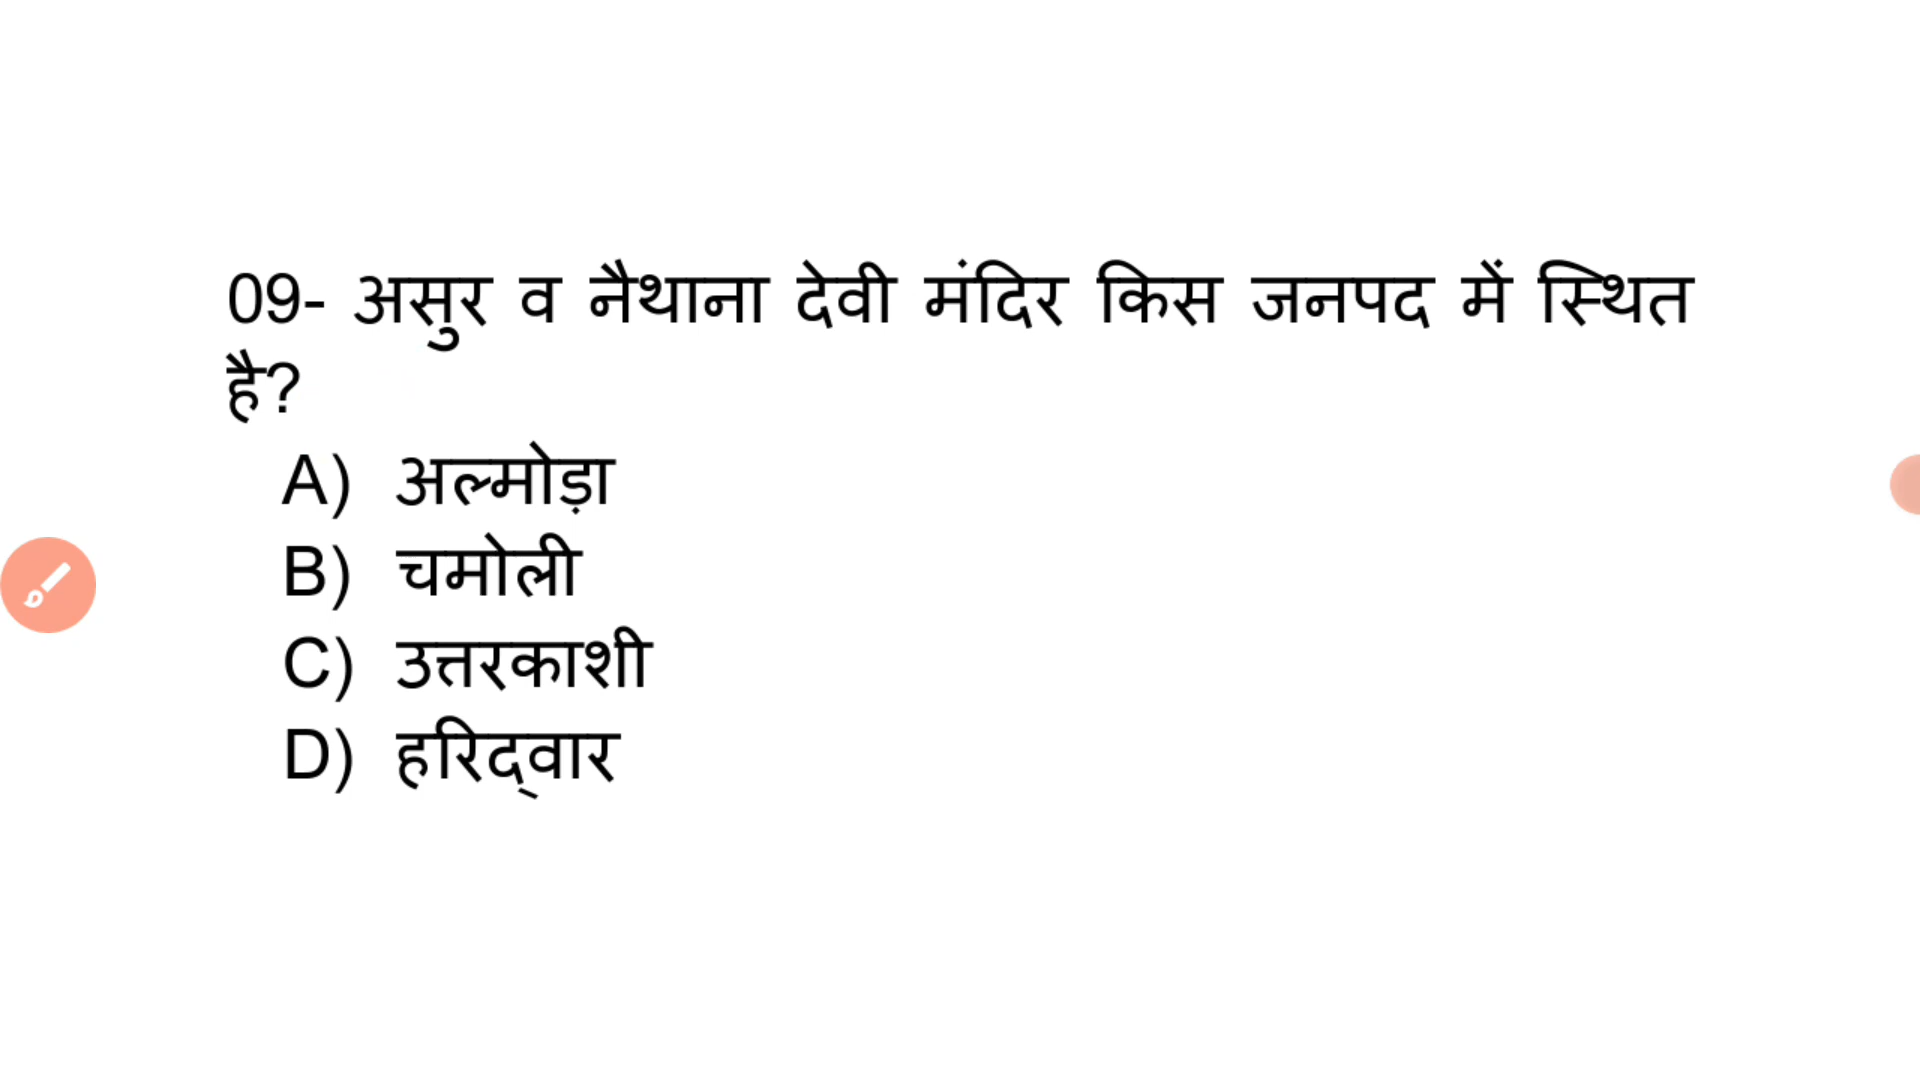 09- असुर व नैथाना देवी मंदिर किस जनपद में स्थित
है?
A) अल्मोड़ा
B) चमोली
C) उत्तरकाशी
D) हरिद्वार